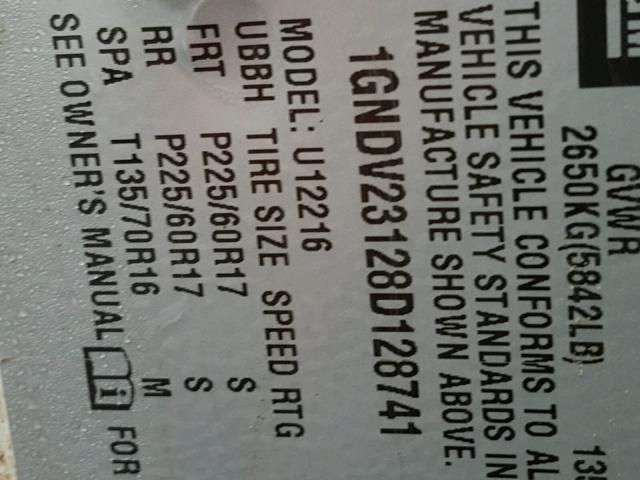 GVWR
2650KG(5842LB) 135
THIS VEHICLE CONFORMS TO AL
VEHICLE SAFETY STANDARDS IN
MANUFACTURE SHOWN ABOVE.
1GNDV23128D128741
MODEL: U12216
UBBH TIRE SIZE SPEED RTG
FRT P225/60R17 S
RR P225/60R17 S
SPA T135/70R16 M
SEE OWNER'S MANUAL i FOR